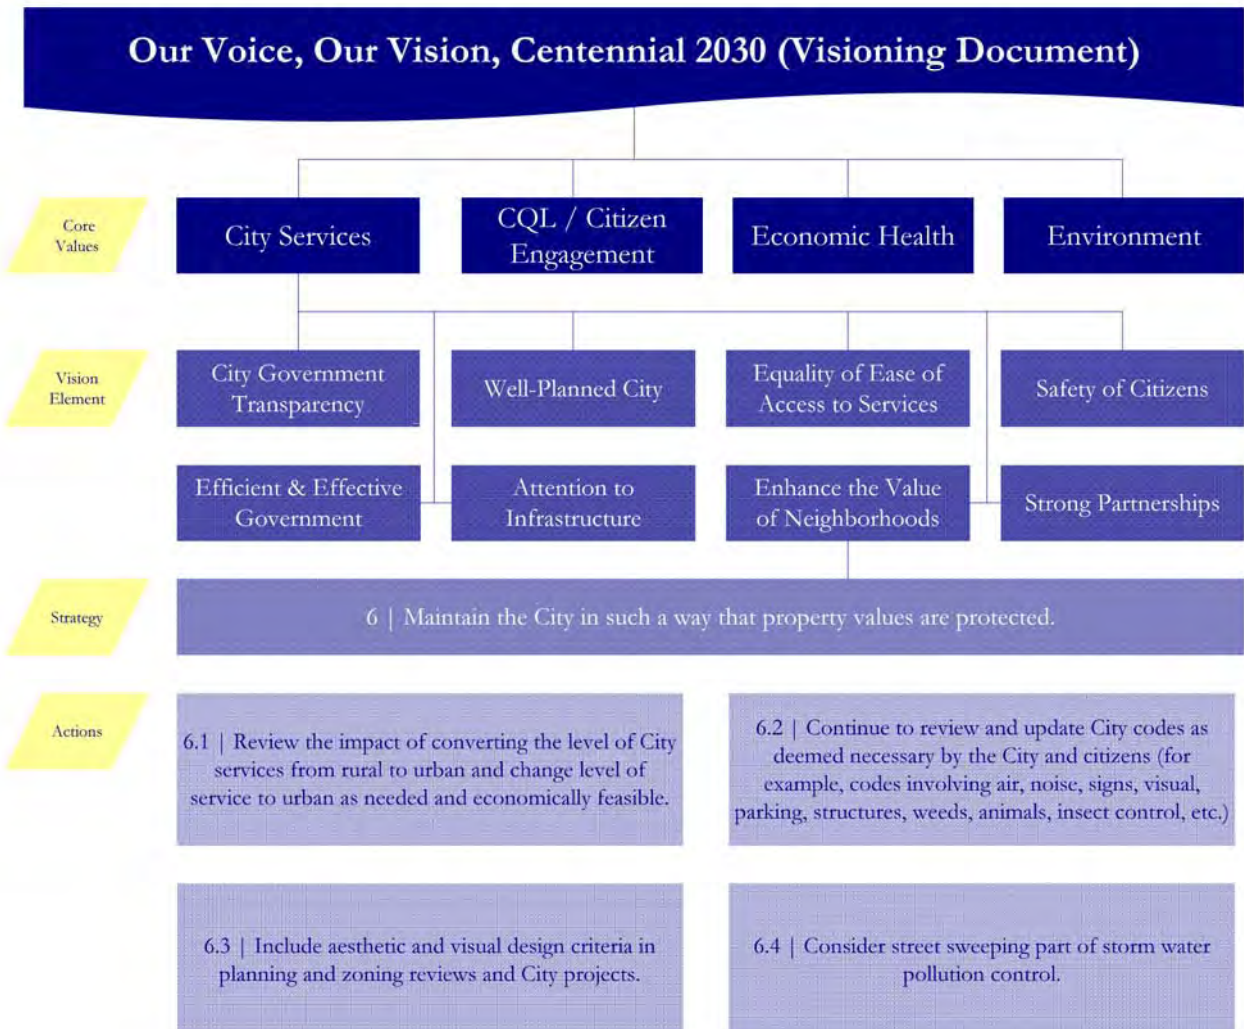 Our Voice, Our Vision, Centennial 2030 (Visioning Document)
Core
Values
City Services
CQL / Citizen
Engagement
Economic Health
Environment
Vision
Element
City Government
Transparency
Well-Planned City
Equality of Ease of
Access to Services
Safety of Citizens
Efficient & Effective
Government
Attention to
Infrastructure
Enhance the Value
of Neighborhoods
Strong Partnerships
Strategy
6 | Maintain the City in such a way that property values are protected.
Actions
6.1 | Review the impact of converting the level of City
services from rural to urban and change level of
service to urban as needed and economically feasible.
6.2 | Continue to review and update City codes as
deemed necessary by the City and citizens (for
example, codes involving air, noise, signs, visual,
parking, structures, weeds, animals, insect control, etc.)
6.3 | Include aesthetic and visual design criteria in
planning and zoning reviews and City projects.
6.4 | Consider street sweeping part of storm water
pollution control.